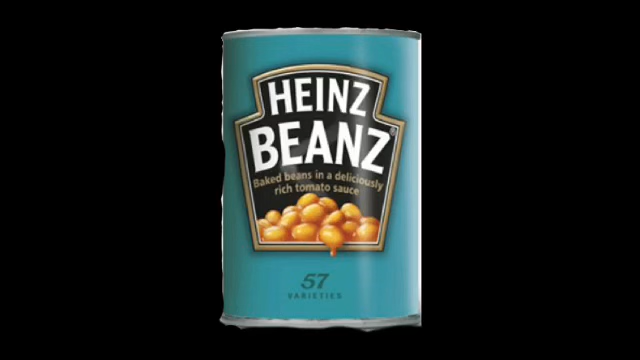 HEINZ
BEANZ®
Baked beans in a deliciously
rich tomato sauce
57
VARIETIES